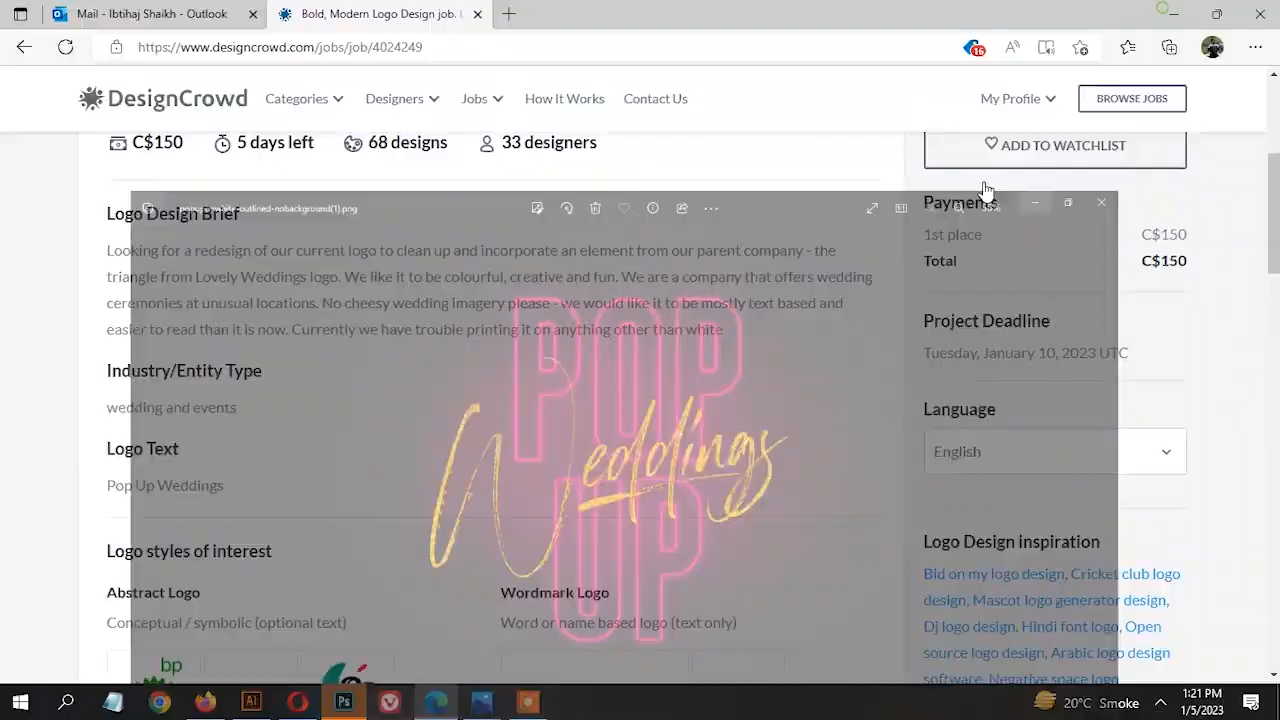 Mail - Ibtihaj Shaikh - Outlook
Bold, Modern Logo Design job.
https://www.designcrowd.com/jobs/job/4024249
16
DesignCrowd
Categories
Designers
Jobs
How It Works
Contact Us
My Profile
BROWSE JOBS
C$150
5 days left
68 designs
33 designers
ADD TO WATCHLIST
Logo Design Brief
Looking for a redesign of our current logo to clean up and incorporate an element from our parent company - the
triangle from Lovely Weddings logo. We like it to be colourful, creative and fun. We are a company that offers wedding
ceremonies at unusual locations. No cheesy wedding imagery please - we would like it to be mostly text based and
easier to read than it is now. Currently we have trouble printing it on anything other than white
Industry/Entity Type
wedding and events
Logo Text
Pop Up Weddings
Logo styles of interest
Abstract Logo
Conceptual / symbolic (optional text)
bp
Wordmark Logo
Word or name based logo (text only)
POP
Weddings
UP
Payments
1st place
C$150
Total
C$150
Project Deadline
Tuesday, January 10, 2023 UTC
Language
English
Logo Design inspiration
Bid on my logo design, Cricket club logo
design, Mascot logo generator design,
Dj logo design, Hindi font logo, Open
source logo design, Arabic logo design
software, Negative space logo
Ai
Ps
20°C Smoke
1:21 PM
1/5/2023